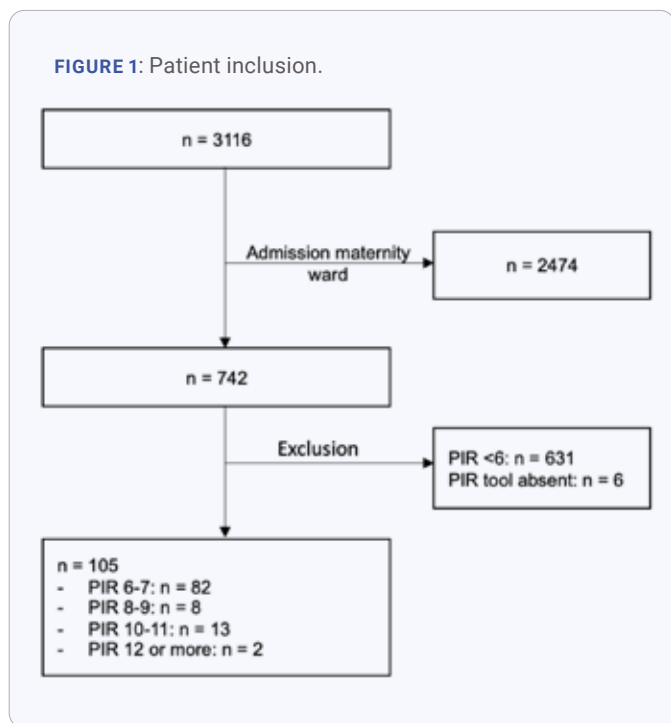 FIGURE 1: Patient inclusion.
n = 3116
Admission maternity
ward
n = 2474
n = 742
Exclusion
PIR <6: n = 631
PIR tool absent: n = 6
n = 105
- PIR 6-7: n = 82
- PIR 8-9: n = 8
- PIR 10-11: n = 13
- PIR 12 or more: n = 2